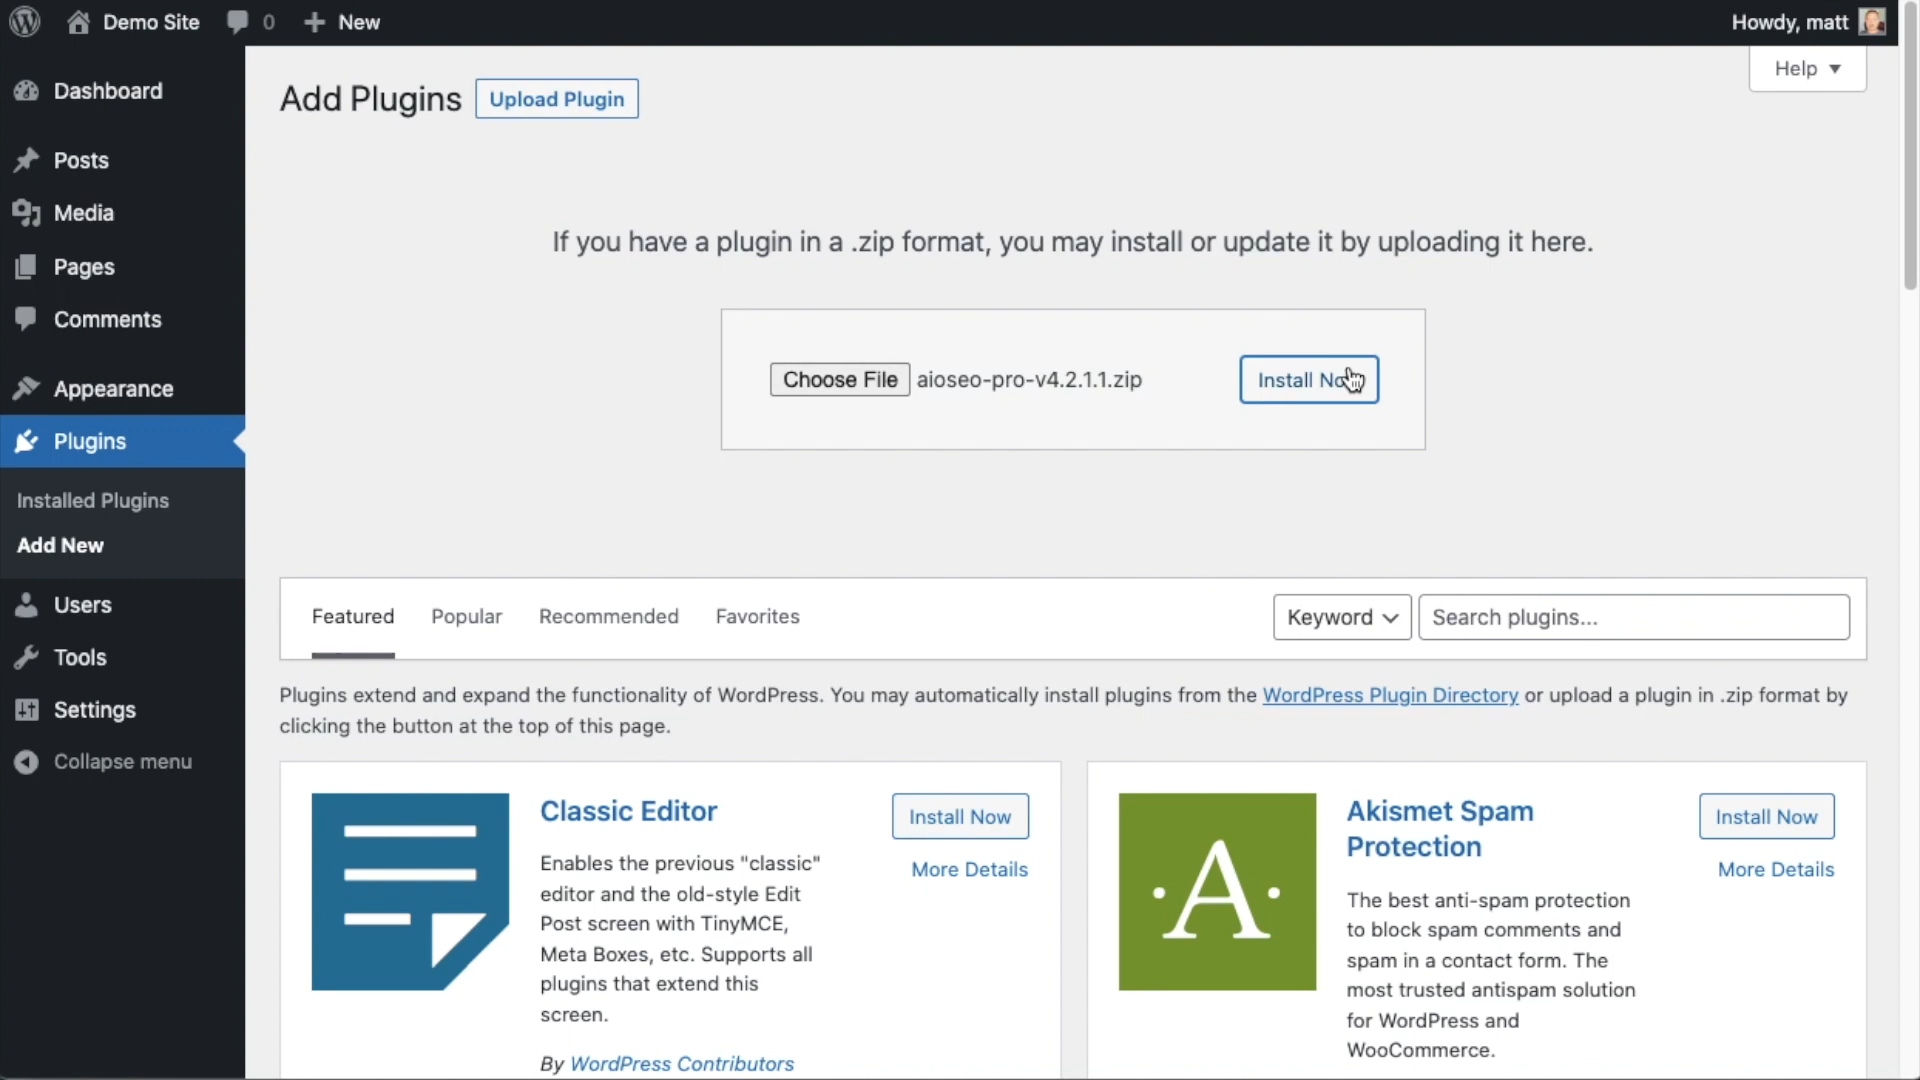 Demo Site
0
New
Howdy, matt
Dashboard
Posts
Media
Pages
Comments
Appearance
Plugins
Installed Plugins
Add New
Users
Tools
Settings
Collapse menu
Help
Add Plugins
Upload Plugin
If you have a plugin in a .zip format, you may install or update it by uploading it here.
Choose File aioseo-pro-v4.2.1.1.zip
Install Now
Featured
Popular
Recommended
Favorites
Keyword
Search plugins...
Plugins extend and expand the functionality of WordPress. You may automatically install plugins from the WordPress Plugin Directory or upload a plugin in .zip format by
clicking the button at the top of this page.
Classic Editor
Install Now
More Details
Enables the previous "classic"
editor and the old-style Edit
Post screen with TinyMCE,
Meta Boxes, etc. Supports all
plugins that extend this
screen.
By WordPress Contributors
·A·
Akismet Spam
Protection
Install Now
More Details
The best anti-spam protection
to block spam comments and
spam in a contact form. The
most trusted antispam solution
for WordPress and
WooCommerce.